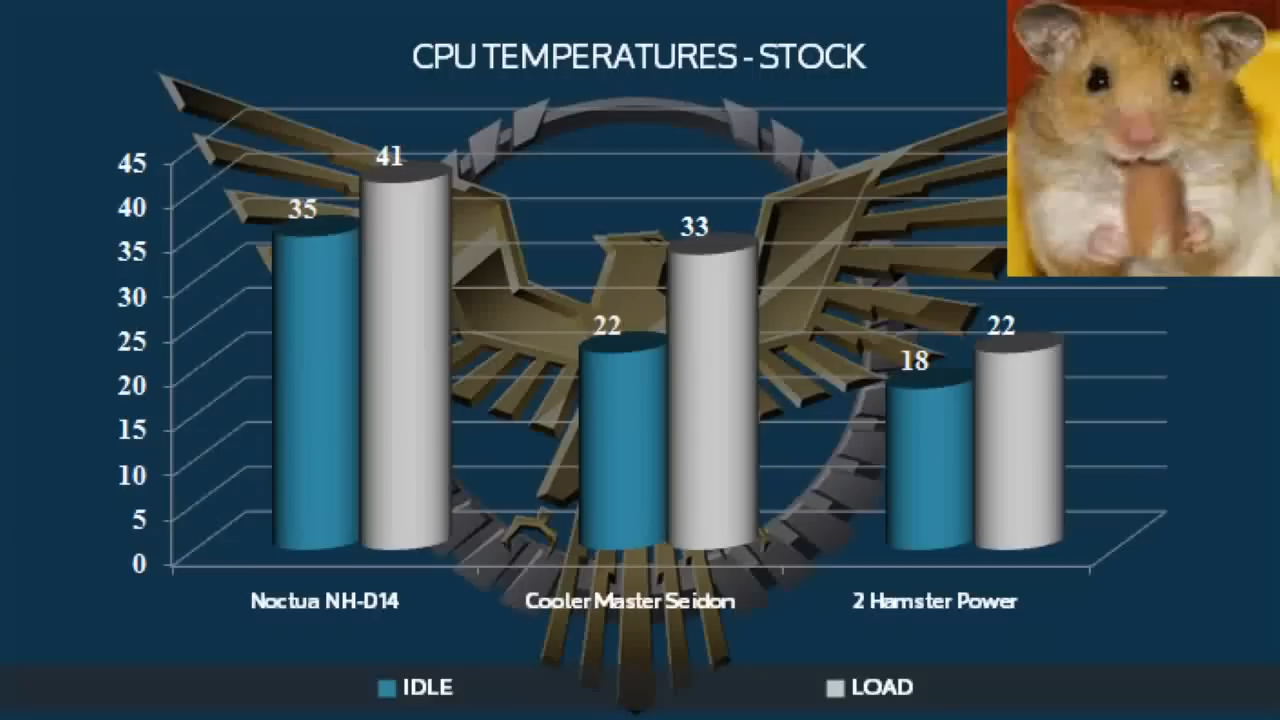 CPU TEMPERATURES - STOCK
45
40
35
30
25
20
15
10
5
0
35
41
22
33
18
22
Noctua NH-D14
Cooler Master Seidon
2 Hamster Power
IDLE
LOAD